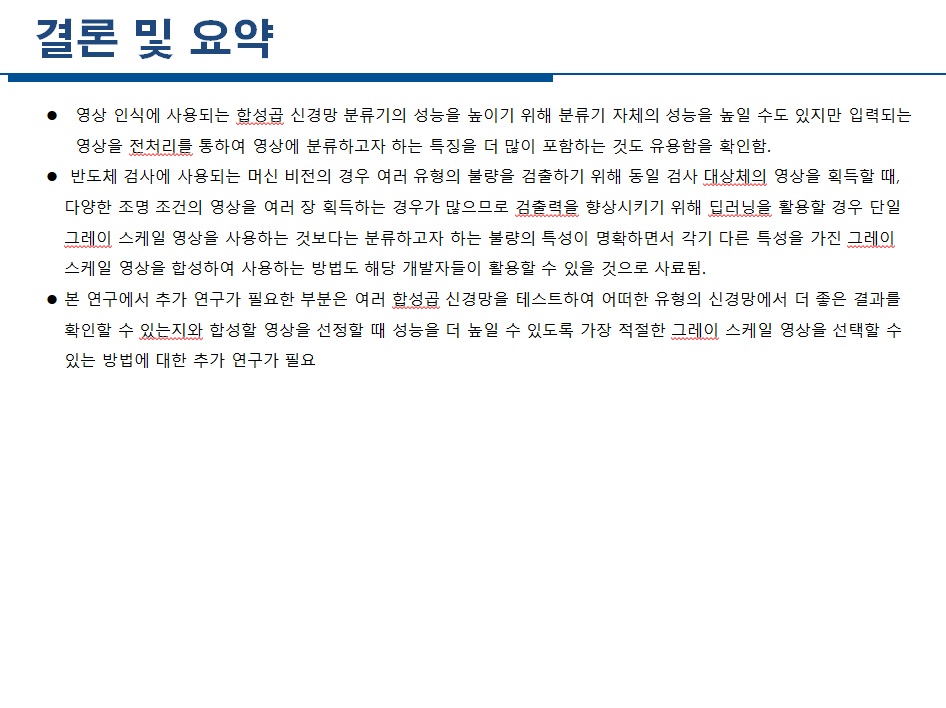 결론 및 요약
● 영상 인식에 사용되는 합성곱 신경망 분류기의 성능을 높이기 위해 분류기 자체의 성능을 높일 수도 있지만 입력되는
영상을 전처리를 통하여 영상에 분류하고자 하는 특징을 더 많이 포함하는 것도 유용함을 확인함.
● 반도체 검사에 사용되는 머신 비전의 경우 여러 유형의 불량을 검출하기 위해 동일 검사 대상체의 영상을 획득할 때,
다양한 조명 조건의 영상을 여러 장 획득하는 경우가 많으므로 검출력을 향상시키기 위해 딥러닝을 활용할 경우 단일
그레이 스케일 영상을 사용하는 것보다는 분류하고자 하는 불량의 특성이 명확하면서 각기 다른 특성을 가진 그레이
스케일 영상을 합성하여 사용하는 방법도 해당 개발자들이 활용할 수 있을 것으로 사료됨.
● 본 연구에서 추가 연구가 필요한 부분은 여러 합성곱 신경망을 테스트하여 어떠한 유형의 신경망에서 더 좋은 결과를
확인할 수 있는지와 합성할 영상을 선정할 때 성능을 더 높일 수 있도록 가장 적절한 그레이 스케일 영상을 선택할 수
있는 방법에 대한 추가 연구가 필요